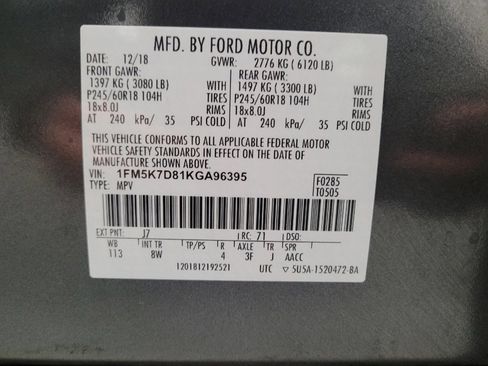 MFD. BY FORD MOTOR CO.
DATE: 12/18 GVWR: 2776 KG (6120 LB)
FRONT GAWR: REAR GAWR:
1397 KG (3080 LB) WITH 1497 KG (3300 LB) WITH
P245/60R18 104H TIRES P245/60R18 104H TIRES
18x8.0J RIMS 18x8.0J RIMS
AT 240 kPa/ 35 PSI COLD AT 240 kPa/ 35 PSI COLD
THIS VEHICLE CONFORMS TO ALL APPLICABLE FEDERAL MOTOR
VEHICLE SAFETY STANDARDS IN EFFECT ON THE DATE OF
MANUFACTURE SHOWN ABOVE.
VIN: 1FM5K7D81KGA96395
TYPE: MPV
F0285
T0505
EXT PNT: J7 RC: 71 DSO:
WB INT TR TP/PS R AXLE TR SPR
113 8W 4 3F J AACC
1201812192521 UTC ▽ 5U5A-1520472-BA